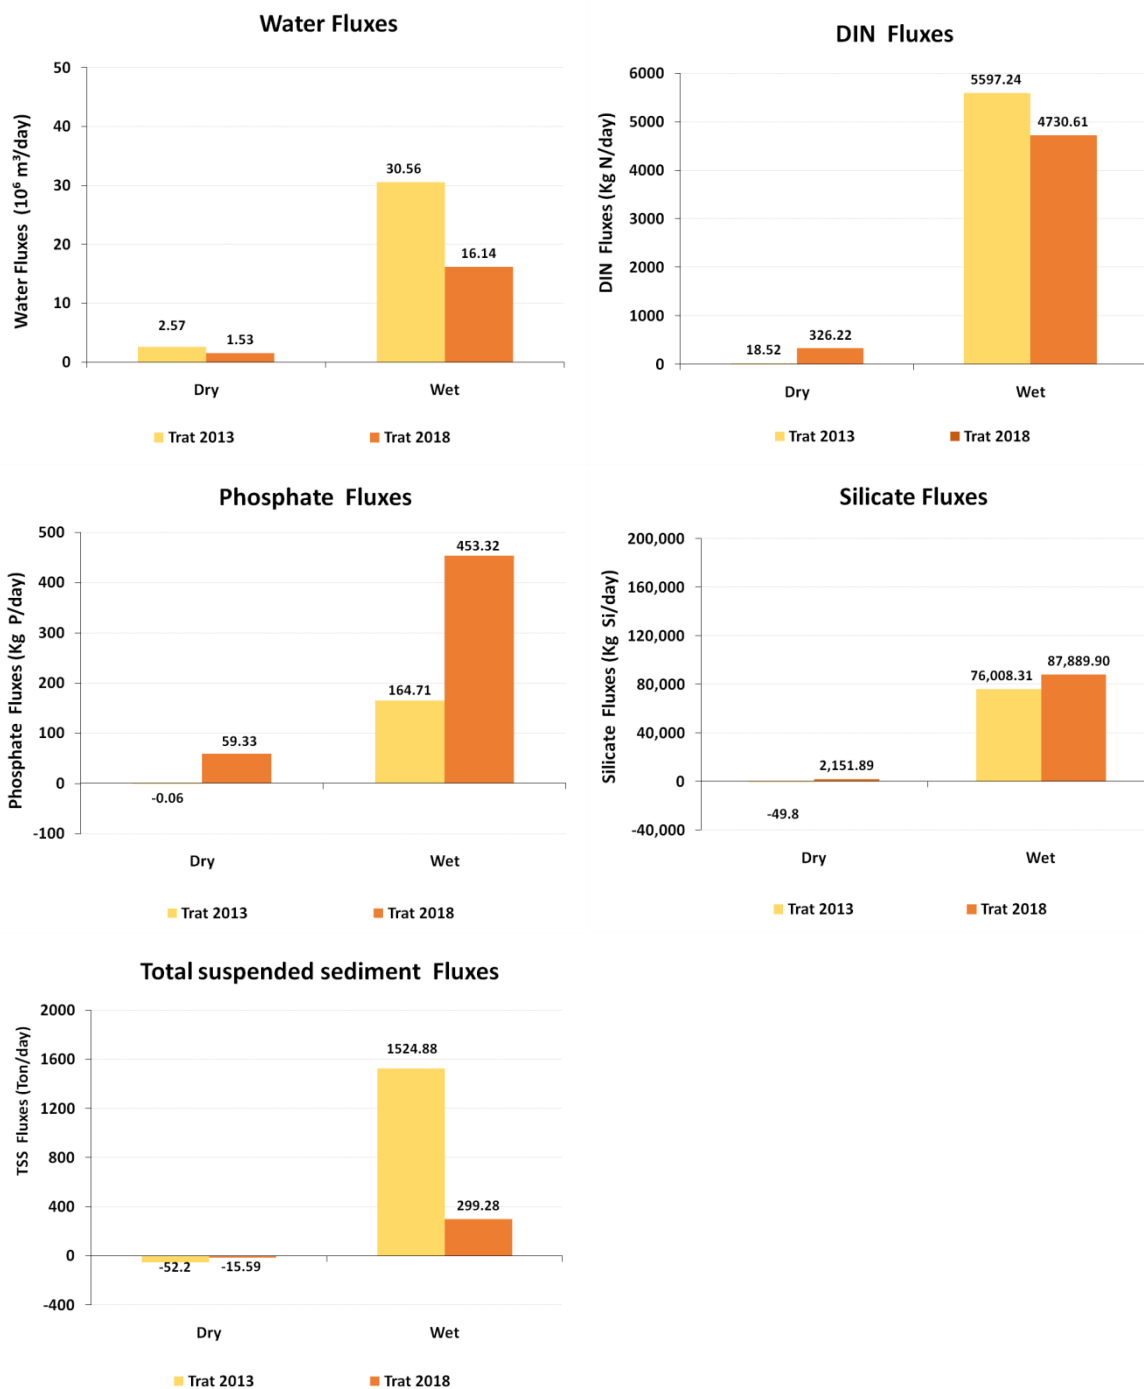 Water Fluxes
Water Fluxes (10⁶ m³/day)
50
40
30
20
10
0
2.57
1.53
30.56
16.14
Dry
Wet
Trat 2013
Trat 2018
DIN Fluxes
DIN Fluxes (Kg N/day)
6000
5000
4000
3000
2000
1000
0
18.52
326.22
5597.24
4730.61
Dry
Wet
Trat 2013
Trat 2018
Phosphate Fluxes
Phosphate Fluxes (Kg P/day)
500
400
300
200
100
0
-100
-0.06
59.33
164.71
453.32
Dry
Wet
Trat 2013
Trat 2018
Silicate Fluxes
Silicate Fluxes (Kg Si/day)
200,000
160,000
120,000
80,000
40,000
0
-40,000
-49.8
2,151.89
76,008.31
87,889.90
Dry
Wet
Trat 2013
Trat 2018
Total suspended sediment Fluxes
TSS Fluxes (Ton/day)
2000
1600
1200
800
400
0
-400
-52.2
-15.59
1524.88
299.28
Dry
Wet
Trat 2013
Trat 2018